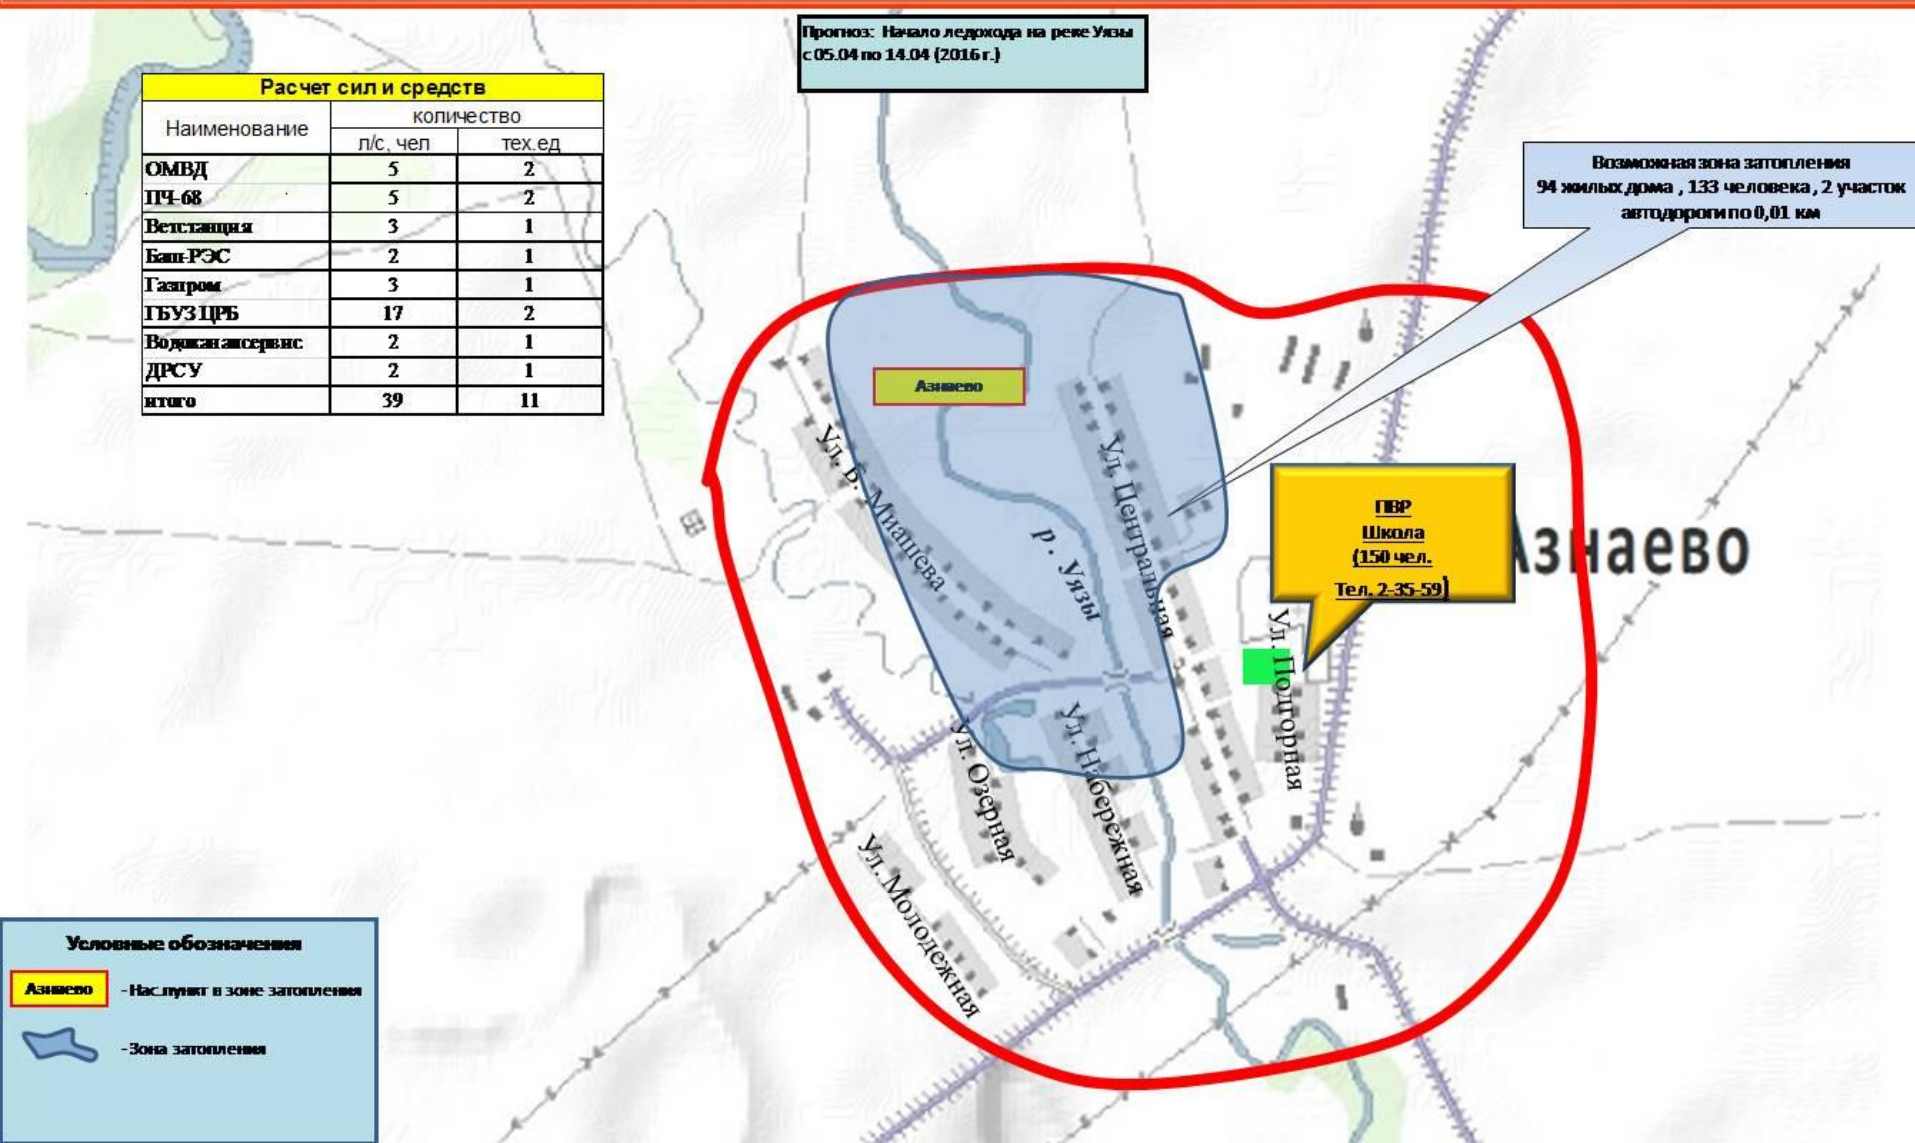 Прогноз: Начало ледохода на реке Уязы
с 05.04 по 14.04 (2016 г.)
Расчет сил и средств
Наименование количество
л/с, чел тех.ед
ОМВД 5 2
ПЧ-68 5 2
Ветстанция 3 1
Баш-РЭС 2 1
Газпром 3 1
ГБУЗ ЦРБ 17 2
Водоканалсервис 2 1
ДРСУ 2 1
итого 39 11
Возможная зона затопления
94 жилых дома , 133 человека , 2 участок
автодороги по 0,01 км
Азнаево
Ул. Б. Миашева
р. Уязы
Ул. Центральная
ПВР
Школа
(150 чел.
Тел. 2-35-59)
Азнаево
Ул. Подгорная
Ул. Озерная
Ул. Набережная
Ул. Молодежная
Условные обозначения
Азнаево - Нас.пункт в зоне затопления
- Зона затопления